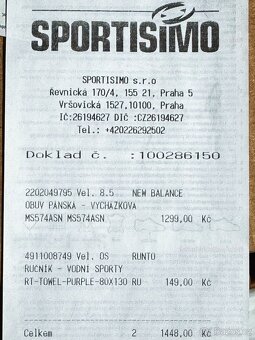 SPORTISIMO
SPORTISIMO s.r.o
Řevnická 170/4, 155 21, Praha 5
Vršovická 1527,10100, Praha
IČ:26194627 DIČ :CZ26194627
Tel.: +420226292502
Doklad č. :100286150
2202049795 Vel. 8.5 NEW BALANCE
OBUV PÁNSKÁ - VYCHÁZKOVÁ
MS574ASN MS574ASN 1299,00 Kč
4911008749 Vel. OS RUNTO
RUČNÍK - VODNÍ SPORTY
RT-TOWEL-PURPLE-80X130 RU 149,00 Kč
Celkem 2 1448,00 Kč